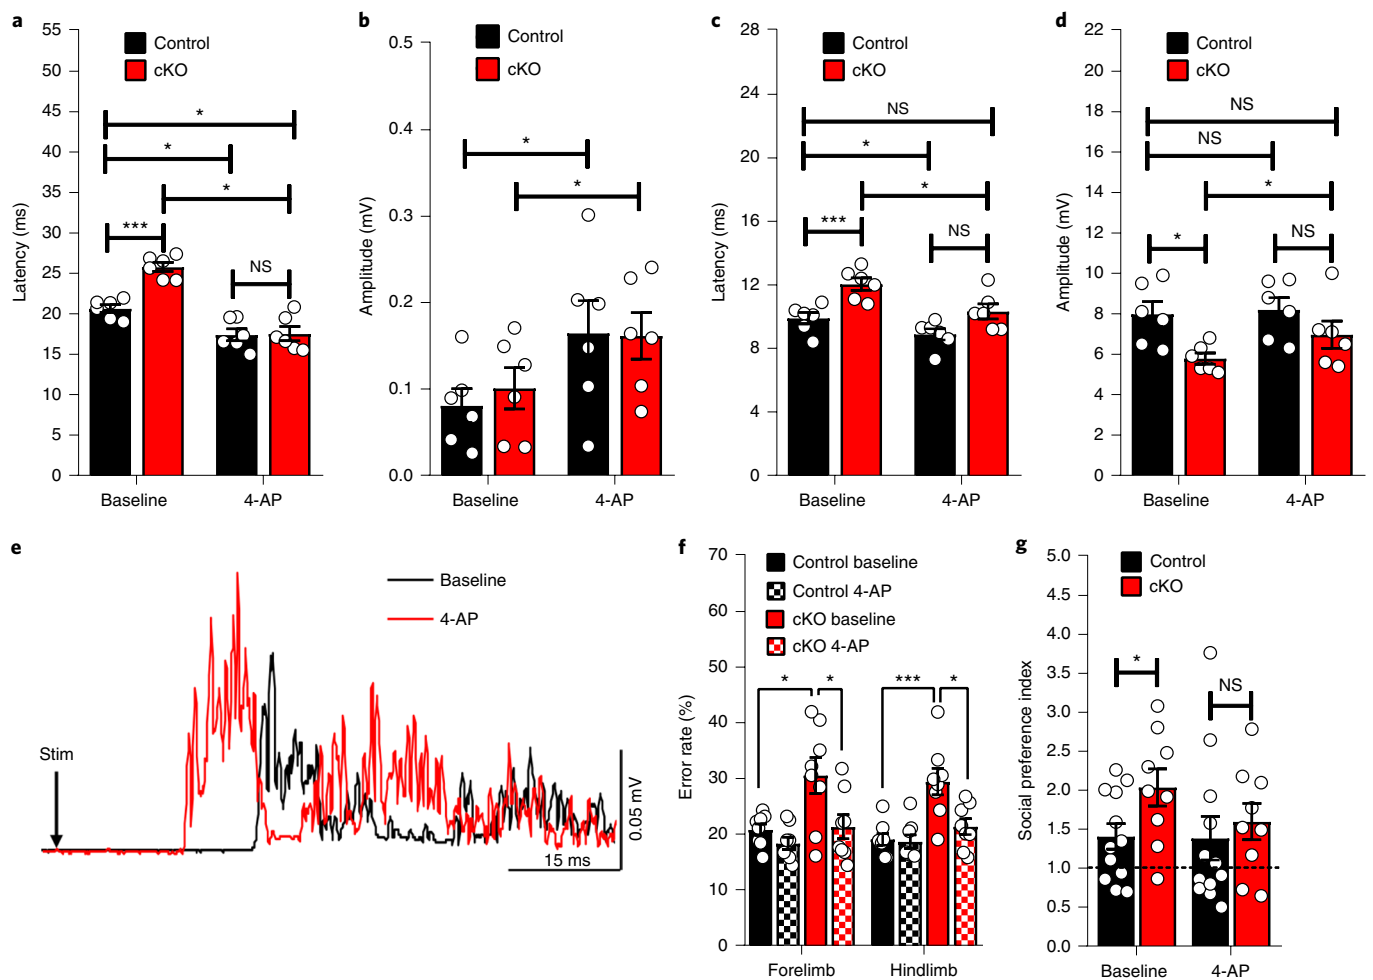 a
55
50
45
40
35
30
25
20
15
10
5
0
Latency (ms)
Control
cKO
*
*
*
***
NS
Baseline
4-AP
b
0.5
0.4
0.3
0.2
0.1
0.0
Amplitude (mV)
Control
cKO
*
*
Baseline
4-AP
c
28
24
20
16
12
8
4
0
Latency (ms)
Control
cKO
NS
*
*
***
NS
Baseline
4-AP
d
22
20
18
16
14
12
10
8
6
4
2
0
Amplitude (mV)
Control
cKO
NS
NS
*
*
NS
Baseline
4-AP
e
Baseline
4-AP
Stim
0.05 mV
15 ms
f
70
60
50
40
30
20
10
0
Error rate (%)
Control baseline
Control 4-AP
cKO baseline
cKO 4-AP
*
*
***
*
Forelimb
Hindlimb
g
5.0
4.5
4.0
3.5
3.0
2.5
2.0
1.5
1.0
0.5
0.0
Social preference index
Control
cKO
*
NS
Baseline
4-AP